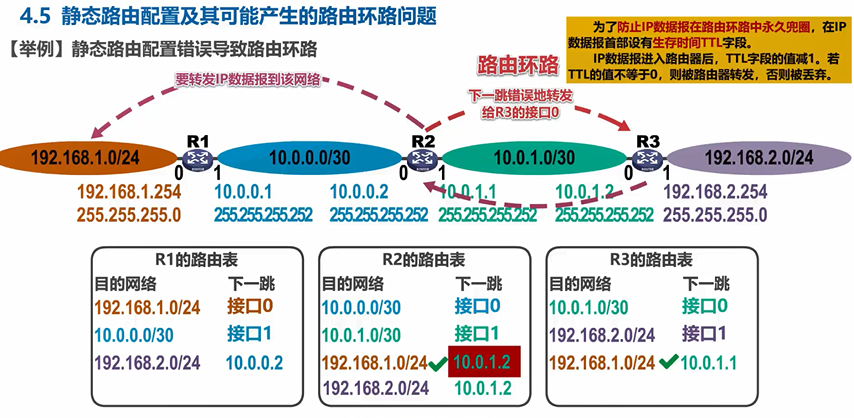 4.5 静态路由配置及其可能产生的路由环路问题
【举例】静态路由配置错误导致路由环路
为了防止IP数据报在路由环路中永久兜圈，在IP
数据报首部设有生存时间TTL字段。
IP数据报进入路由器后，TTL字段的值减1。若
TTL的值不等于0，则被路由器转发，否则被丢弃。
要转发IP数据报到该网络
路由环路
下一跳错误地转发
给R3的接口0
R1
R2
R3
192.168.1.0/24
10.0.0.0/30
10.0.1.0/30
192.168.2.0/24
0 1
0 1
0 1
192.168.1.254
255.255.255.0
10.0.0.1
255.255.255.252
10.0.0.2
255.255.255.252
10.0.1.1
255.255.255.252
10.0.1.2
255.255.255.252
192.168.2.254
255.255.255.0
R1的路由表
目的网络 下一跳
192.168.1.0/24 接口0
10.0.0.0/30 接口1
192.168.2.0/24 10.0.0.2
R2的路由表
目的网络 下一跳
10.0.0.0/30 接口0
10.0.1.0/30 接口1
192.168.1.0/24 10.0.1.2
192.168.2.0/24 10.0.1.2
R3的路由表
目的网络 下一跳
10.0.1.0/30 接口0
192.168.2.0/24 接口1
192.168.1.0/24 10.0.1.1